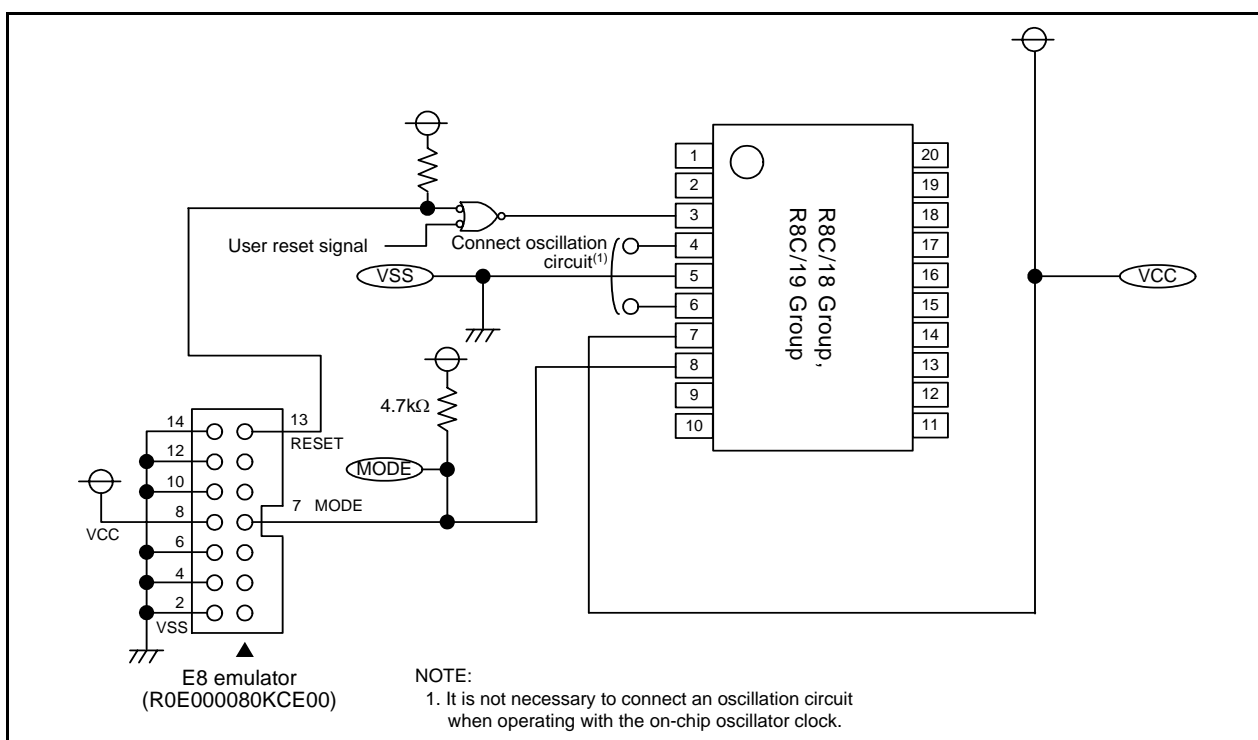 User reset signal
Connect oscillation
circuit(1)
VSS
4.7kΩ
MODE
1
2
3
4
5
6
7
8
9
10
R8C/18 Group,
R8C/19 Group
20
19
18
17
16
15
14
13
12
11
VCC
14
13
RESET
12
10
7 MODE
8
VCC
6
4
2
VSS
E8 emulator
(R0E000080KCE00)
NOTE:
1. It is not necessary to connect an oscillation circuit
when operating with the on-chip oscillator clock.